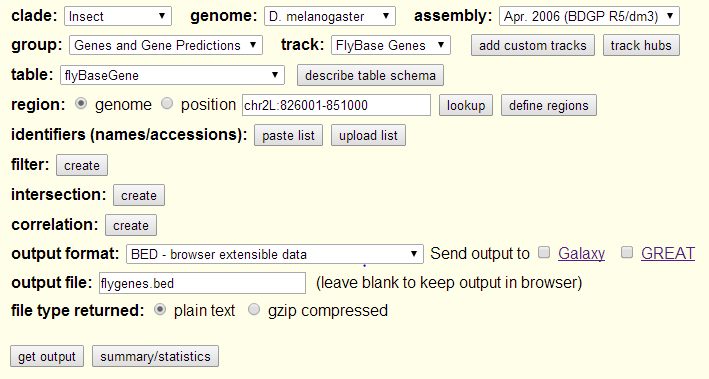 clade: Insect genome: D. melanogaster assembly: Apr. 2006 (BDGP R5/dm3)
group: Genes and Gene Predictions track: FlyBase Genes add custom tracks track hubs
table: flyBaseGene describe table schema
region: genome position chr2L:826001-851000 lookup define regions
identifiers (names/accessions): paste list upload list
filter: create
intersection: create
correlation: create
output format: BED - browser extensible data Send output to Galaxy GREAT
output file: flygenes.bed (leave blank to keep output in browser)
file type returned: plain text gzip compressed
get output summary/statistics